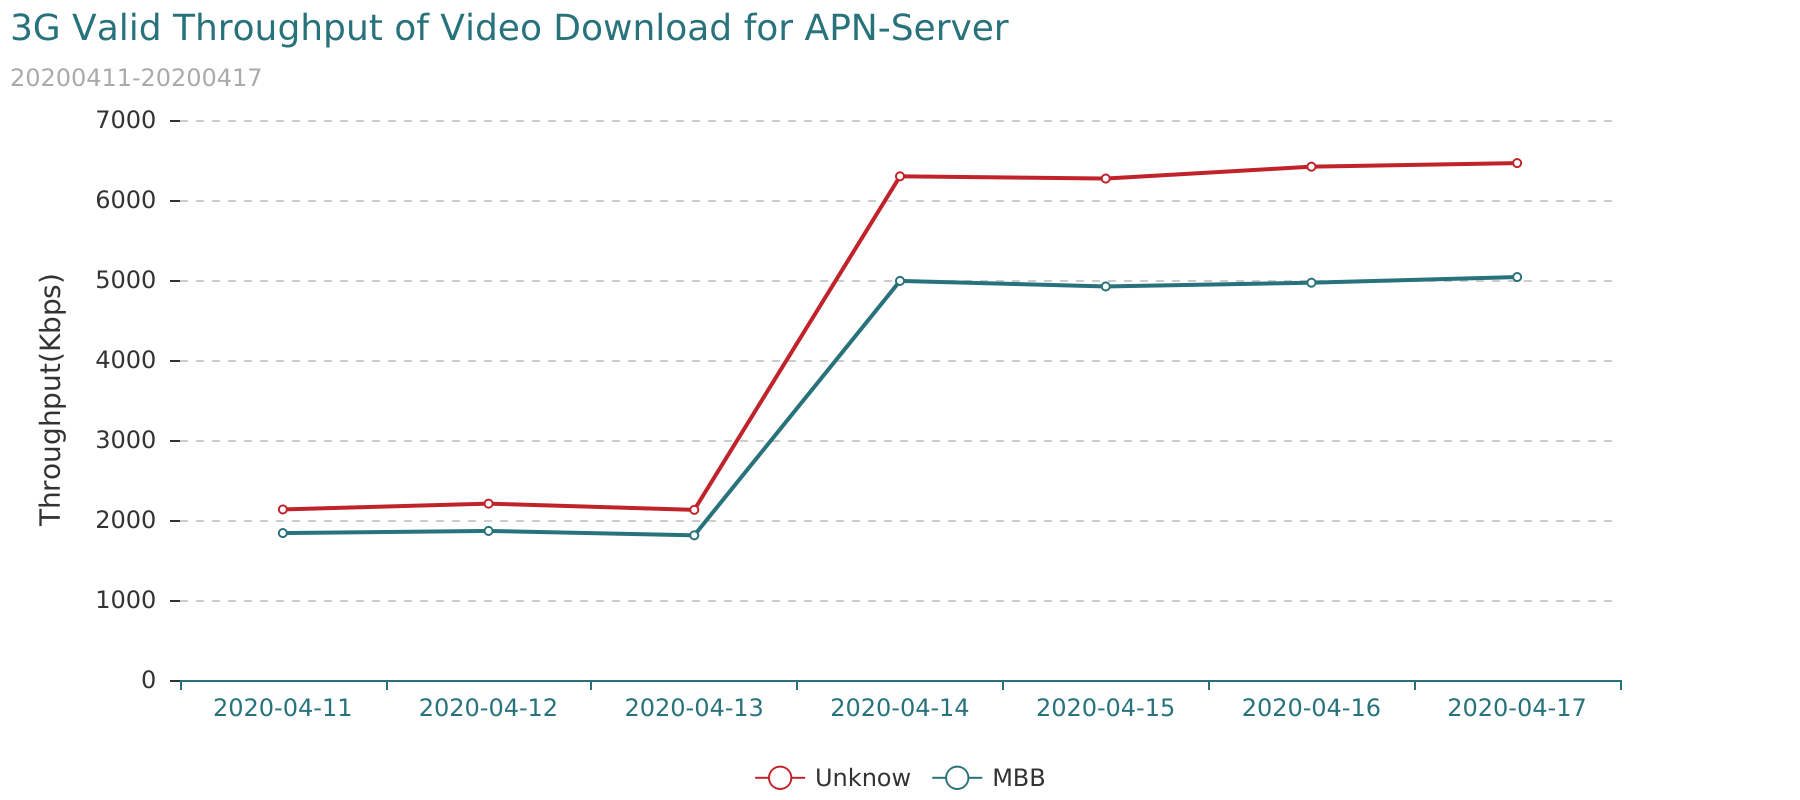 3G Valid Throughput of Video Download for APN-Server
20200411-20200417
7000
6000
5000
4000
3000
2000
1000
0
Throughput(Kbps)
2020-04-11 2020-04-12 2020-04-13 2020-04-14 2020-04-15 2020-04-16 2020-04-17
Unknow MBB